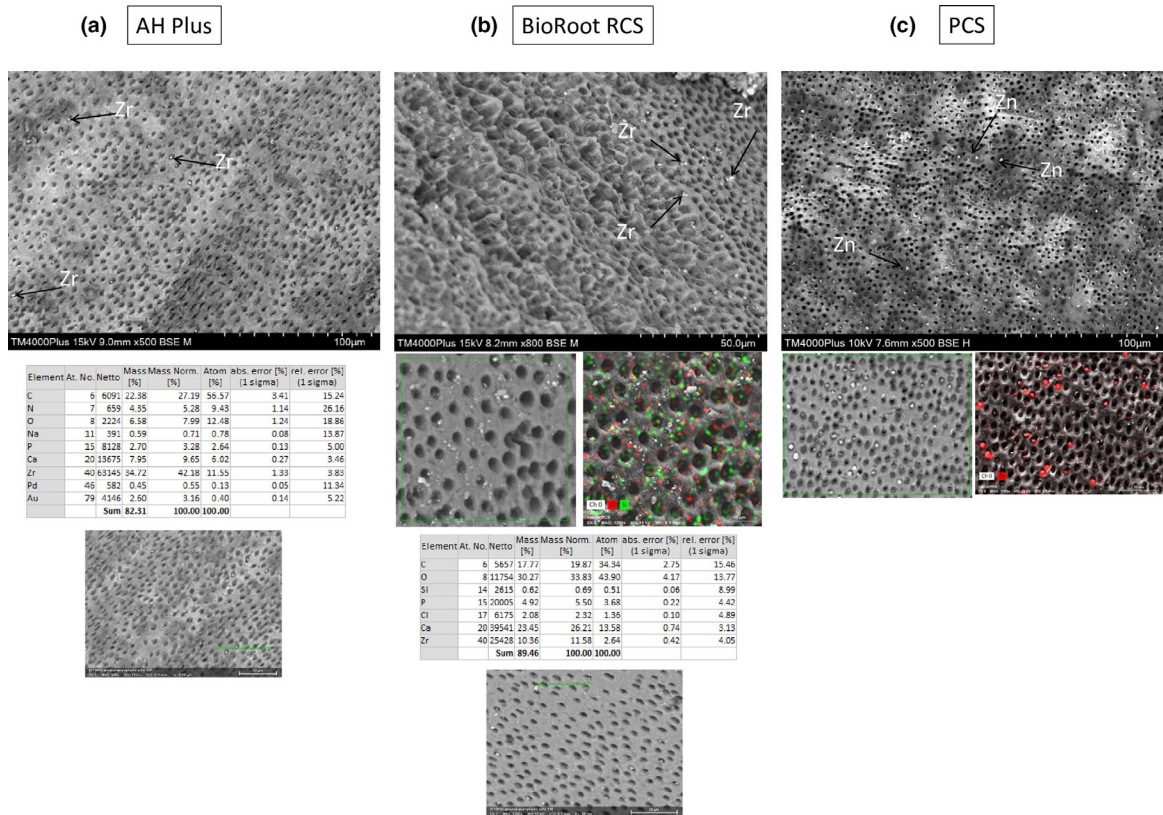 (a) AH Plus
(b) BioRoot RCS
(c) PCS
Zr
Zr
Zr
TM4000Plus 15kV 9.0mm x500 BSE M 100µm
Zr
Zr
Zr
TM4000Plus 15kV 8.2mm x800 BSE M 50.0µm
Zn
Zn
Zn
TM4000Plus 10kV 7.6mm x500 BSE H 100µm
Element At. No. Netto Mass Mass Norm. Atom abs. error [%] rel. error [%]
[%] [%] [%] (1 sigma) (1 sigma)
C 6 6091 22.38 27.19 56.57 3.41 15.24
N 7 659 4.35 5.28 9.43 1.14 26.16
O 8 2224 6.58 7.99 12.48 1.24 18.86
Na 11 391 0.59 0.71 0.78 0.08 13.87
P 15 8128 2.70 3.28 2.64 0.13 5.00
Ca 20 13675 7.95 9.65 6.02 0.27 3.46
Zr 40 63145 34.72 42.18 11.55 1.33 3.83
Pd 46 582 0.45 0.55 0.13 0.05 11.34
Au 79 4146 2.60 3.16 0.40 0.14 5.22
Sum 82.31 100.00 100.00
Ch 0
Ch 0
Element At. No. Netto Mass Mass Norm. Atom abs. error [%] rel. error [%]
[%] [%] [%] (1 sigma) (1 sigma)
C 6 5657 17.77 19.87 34.34 2.75 15.46
O 8 11754 30.27 33.83 43.90 4.17 13.77
Si 14 2615 0.62 0.69 0.51 0.06 8.99
P 15 20005 4.92 5.50 3.68 0.22 4.42
Cl 17 6175 2.08 2.32 1.36 0.10 4.89
Ca 20 39541 23.45 26.21 13.58 0.74 3.13
Zr 40 25428 10.36 11.58 2.64 0.42 4.05
Sum 89.46 100.00 100.00